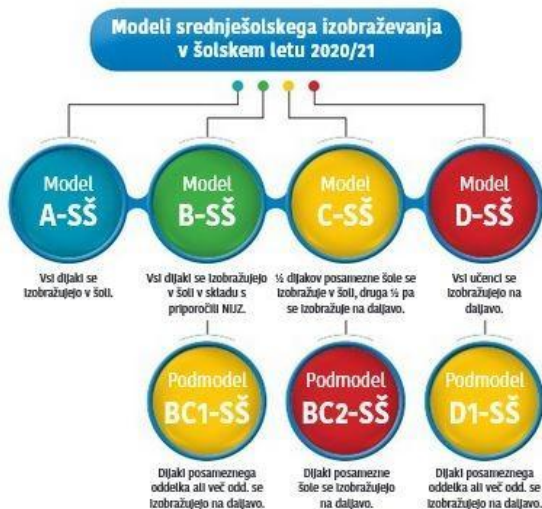 Modeli srednješolskega izobraževanja
v šolskem letu 2020/21
Model
A-SŠ
Vsi dijaki se
izobražujejo v šoli.
Model
B-SŠ
Vsi dijaki se izobražujejo
v šoli v skladu s
priporočili NIJZ.
Model
C-SŠ
½ dijakov posamezne šole se
izobražuje v šoli, druga ½ pa
se izobražuje na daljavo.
Model
D-SŠ
Vsi učenci se
izobražujejo na
daljavo.
Podmodel
BC1-SŠ
Dijaki posameznega
oddelka ali več odd. se
izobražujejo na daljavo.
Podmodel
BC2-SŠ
Dijaki posamezne
šole se izobražujejo
na daljavo.
Podmodel
D1-SŠ
Dijaki posameznega
oddelka ali več odd. se
izobražujejo na daljavo.